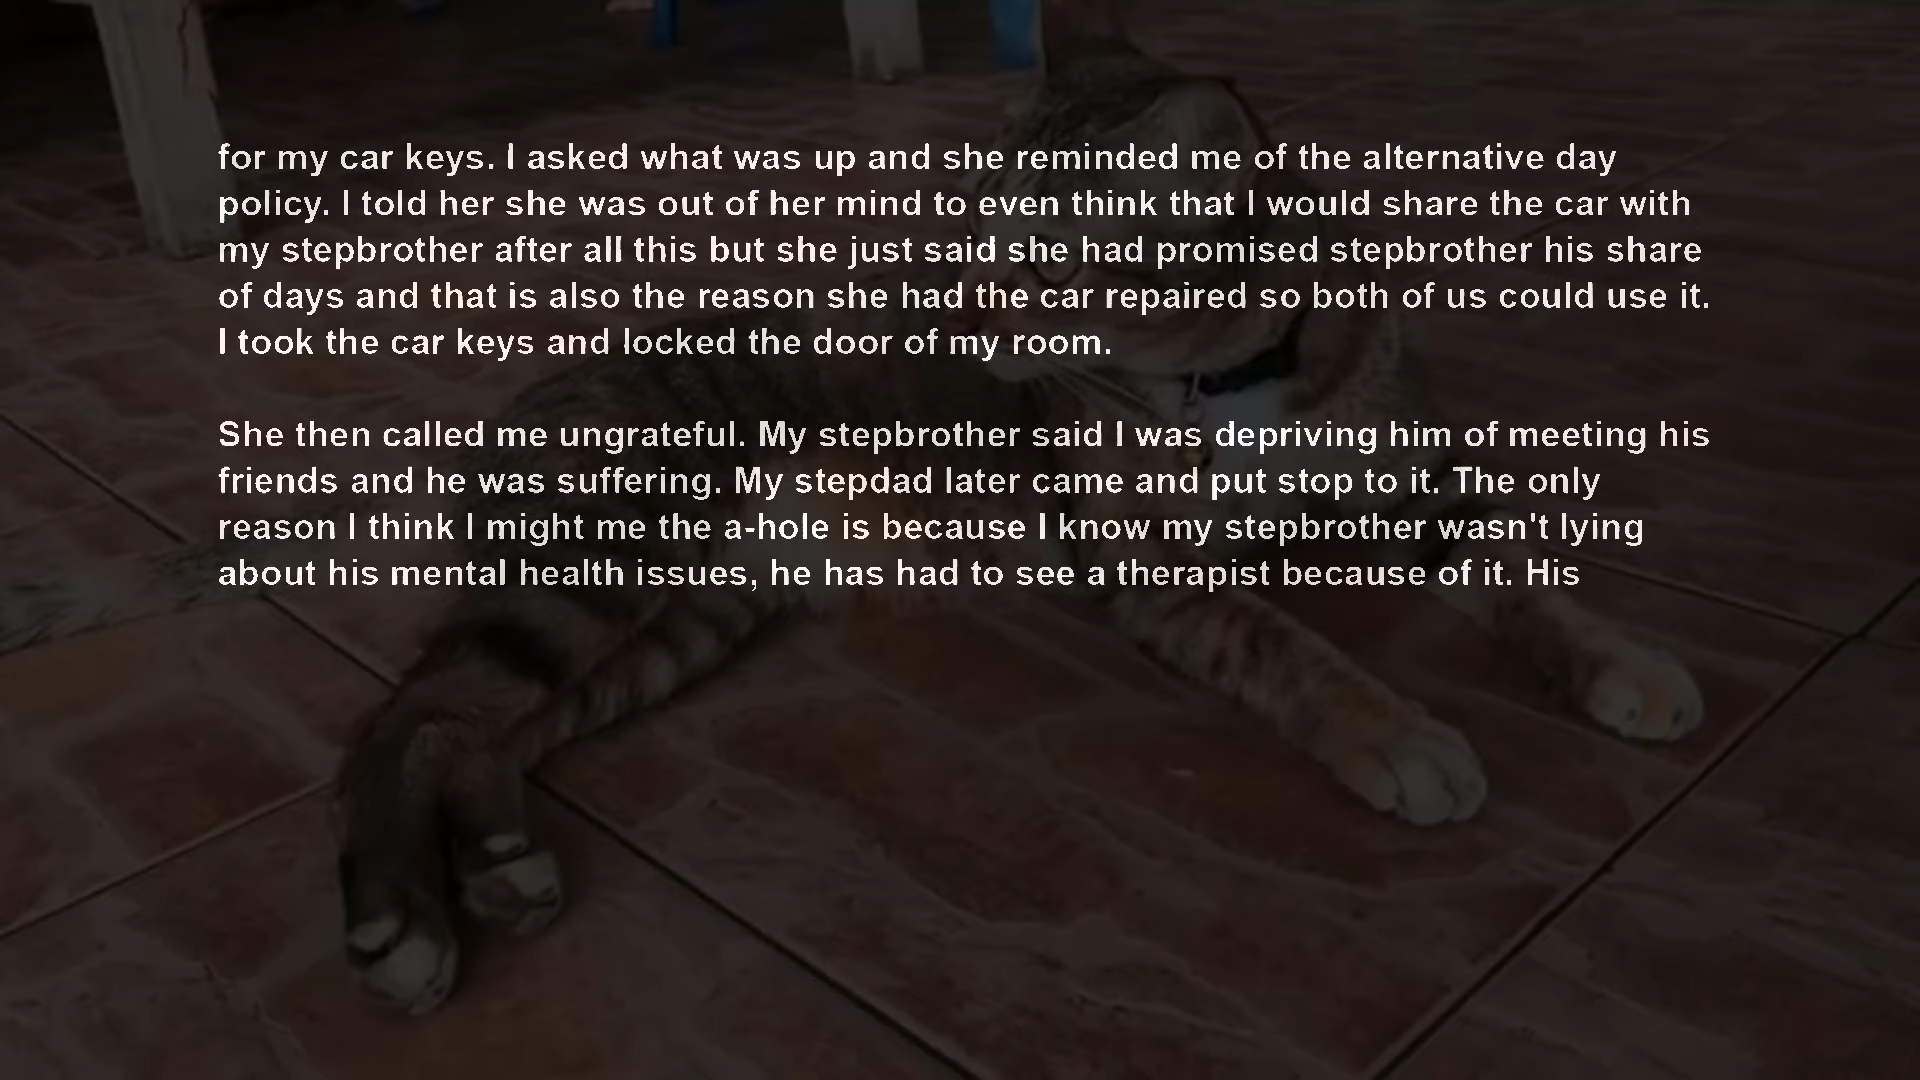 for my car keys. I asked what was up and she reminded me of the alternative day
policy. I told her she was out of her mind to even think that I would share the car with
my stepbrother after all this but she just said she had promised stepbrother his share
of days and that is also the reason she had the car repaired so both of us could use it.
I took the car keys and locked the door of my room.
She then called me ungrateful. My stepbrother said I was depriving him of meeting his
friends and he was suffering. My stepdad later came and put stop to it. The only
reason I think I might me the a-hole is because I know my stepbrother wasn't lying
about his mental health issues, he has had to see a therapist because of it. His